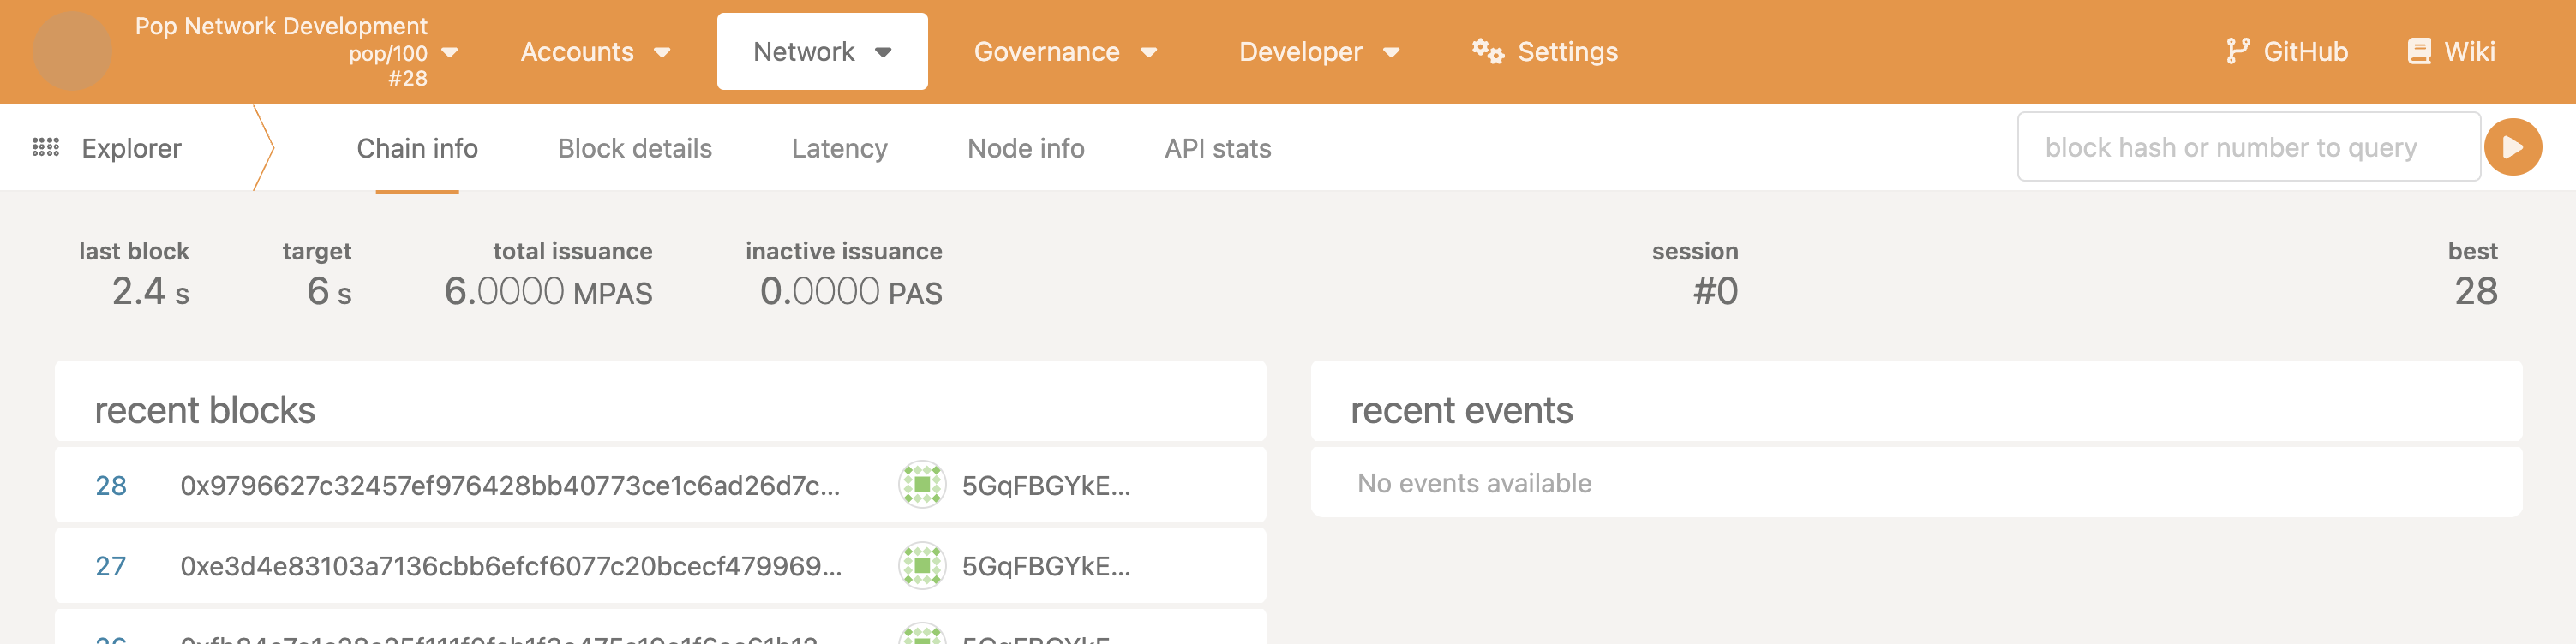 Pop Network Development
pop/100
#28
Accounts
Network
Governance
Developer
Settings
GitHub
Wiki
Explorer
Chain info
Block details
Latency
Node info
API stats
block hash or number to query
last block
2.4 s
target
6 s
total issuance
6.0000 MPAS
inactive issuance
0.0000 PAS
session
#0
best
28
recent blocks
28 0x9796627c32457ef976428bb40773ce1c6ad26d7c... 5GqFBGYkE...
27 0xe3d4e83103a7136cbb6efcf6077c20bcecf479969... 5GqFBGYkE...
recent events
No events available